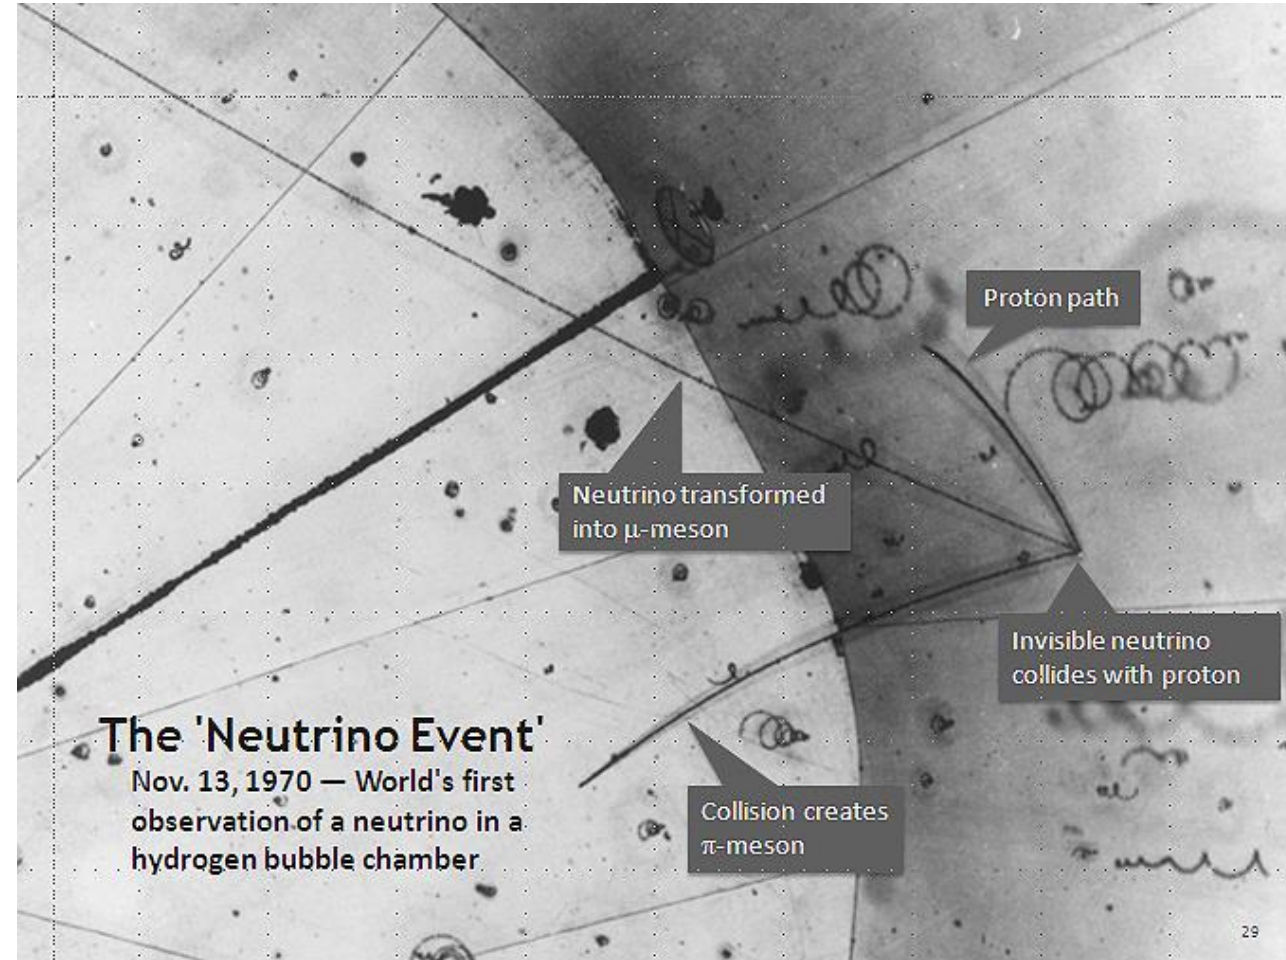 Proton path
Neutrino transformed
into μ-meson
Invisible neutrino
collides with proton
The 'Neutrino Event'
Nov. 13, 1970 — World's first
observation of a neutrino in a
hydrogen bubble chamber
Collision creates
π-meson
29